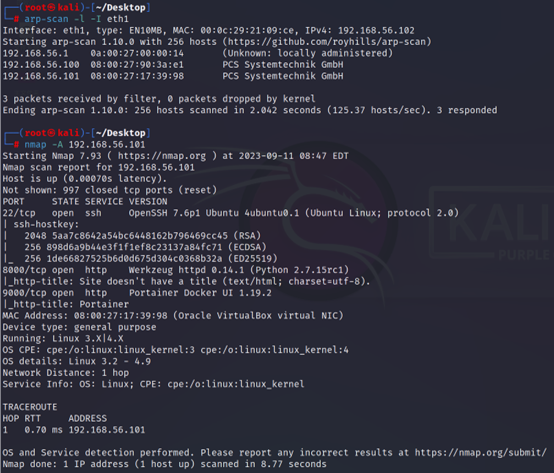 (root㉿kali)-[~/Desktop]
# arp-scan -l -I eth1
Interface: eth1, type: EN10MB, MAC: 00:0c:29:21:09:ce, IPv4: 192.168.56.102
Starting arp-scan 1.10.0 with 256 hosts (https://github.com/royhills/arp-scan)
192.168.56.1 0a:00:27:00:00:14 (Unknown: locally administered)
192.168.56.100 08:00:27:90:3a:e1 PCS Systemtechnik GmbH
192.168.56.101 08:00:27:17:39:98 PCS Systemtechnik GmbH
3 packets received by filter, 0 packets dropped by kernel
Ending arp-scan 1.10.0: 256 hosts scanned in 2.042 seconds (125.37 hosts/sec). 3 responded
(root㉿kali)-[~/Desktop]
# nmap -A 192.168.56.101
Starting Nmap 7.93 ( https://nmap.org ) at 2023-09-11 08:47 EDT
Nmap scan report for 192.168.56.101
Host is up (0.00070s latency).
Not shown: 997 closed tcp ports (reset)
PORT STATE SERVICE VERSION
22/tcp open ssh OpenSSH 7.6p1 Ubuntu 4ubuntu0.1 (Ubuntu Linux; protocol 2.0)
| ssh-hostkey:
| 2048 5aa7c8642a54bc6448162b796469cc45 (RSA)
| 256 898d6a9b44e3f1f1ef8c23137a84fc71 (ECDSA)
|_ 256 1de66827525b6d0d675d304c0368b32a (ED25519)
8000/tcp open http Werkzeug httpd 0.14.1 (Python 2.7.15rc1)
|_http-title: Site doesn't have a title (text/html; charset=utf-8).
9000/tcp open http Portainer Docker UI 1.19.2
|_http-title: Portainer
MAC Address: 08:00:27:17:39:98 (Oracle VirtualBox virtual NIC)
Device type: general purpose
Running: Linux 3.X|4.X
OS CPE: cpe:/o:linux:linux_kernel:3 cpe:/o:linux:linux_kernel:4
OS details: Linux 3.2 - 4.9
Network Distance: 1 hop
Service Info: OS: Linux; CPE: cpe:/o:linux:linux_kernel
TRACEROUTE
HOP RTT ADDRESS
1 0.70 ms 192.168.56.101
OS and Service detection performed. Please report any incorrect results at https://nmap.org/submit/
Nmap done: 1 IP address (1 host up) scanned in 8.77 seconds
KALI
PURPLE